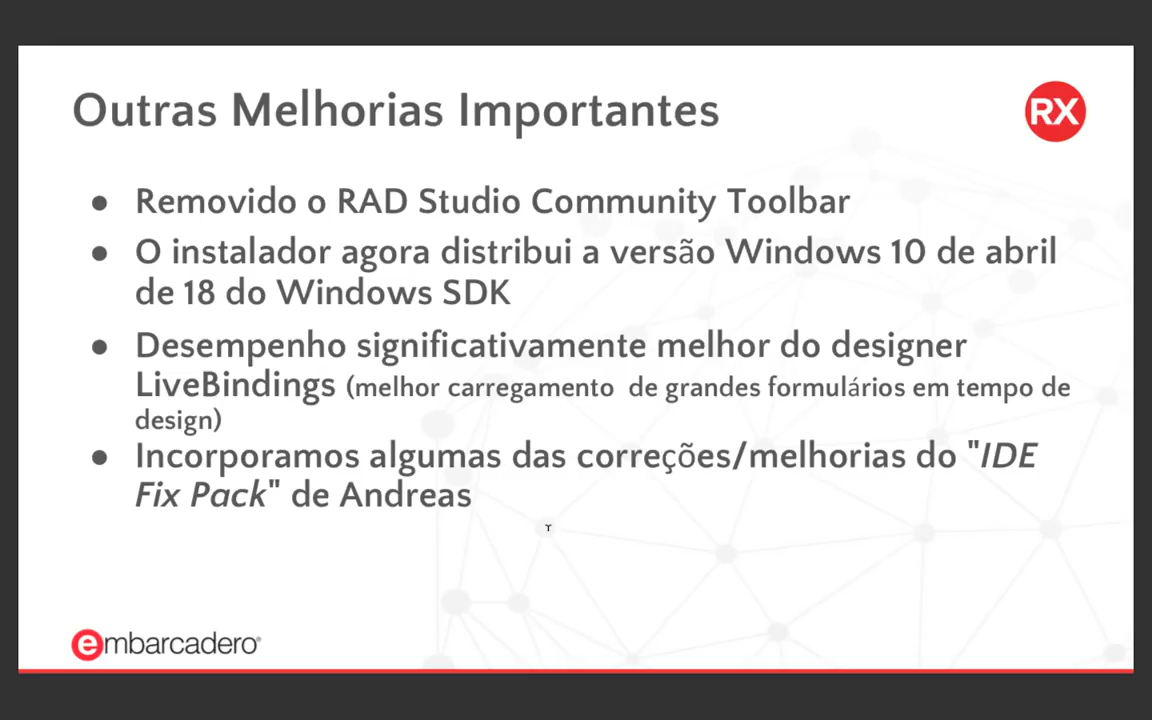 Outras Melhorias Importantes
RX
● Removido o RAD Studio Community Toolbar
● O instalador agora distribui a versão Windows 10 de abril
de 18 do Windows SDK
● Desempenho significativamente melhor do designer
LiveBindings (melhor carregamento de grandes formulários em tempo de
design)
● Incorporamos algumas das correções/melhorias do "IDE
Fix Pack" de Andreas
embarcadero®